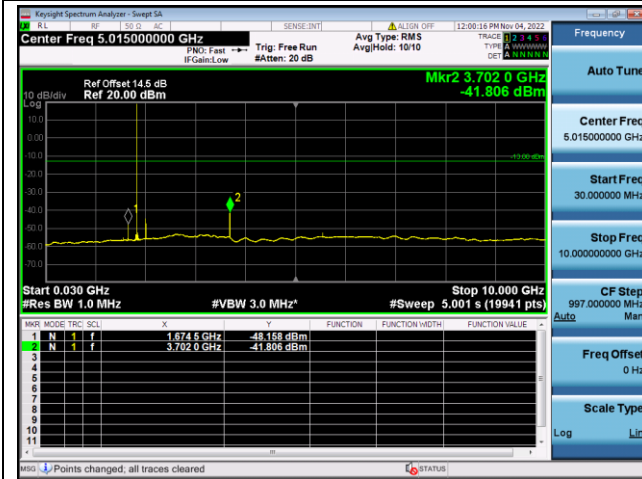 Keysight Spectrum Analyzer - Swept SA
RL RF 50 Ω AC SENSE:INT ALIGN OFF 12:00:16 PM Nov 04, 2022
Center Freq 5.015000000 GHz
PNO: Fast
IFGain:Low
Trig: Free Run
#Atten: 20 dB
Avg Type: RMS
Avg|Hold: 10/10
TRACE 1 2 3 4 5 6
TYPE A WWWWW
DET A N N N N N
Frequency
Auto Tune
Center Freq
5.015000000 GHz
Start Freq
30.000000 MHz
Stop Freq
10.000000000 GHz
CF Step
997.000000 MHz
Auto Man
Freq Offset
0 Hz
Scale Type
Log Lin
Mkr2 3.702 0 GHz
-41.806 dBm
Ref Offset 14.5 dB
10 dB/div Ref 20.00 dBm
Log
10.0
0.00
-10.0
-13.00 dBm
-20.0
-30.0
-40.0
-50.0
-60.0
-70.0
1
2
Start 0.030 GHz Stop 10.000 GHz
#Res BW 1.0 MHz #VBW 3.0 MHz* #Sweep 5.001 s (19941 pts)
MKR MODE TRC SCL X Y FUNCTION FUNCTION WIDTH FUNCTION VALUE
1 N 1 f 1.674 5 GHz -48.158 dBm
2 N 1 f 3.702 0 GHz -41.806 dBm
3
4
5
6
7
8
9
10
11
MSG Points changed; all traces cleared STATUS